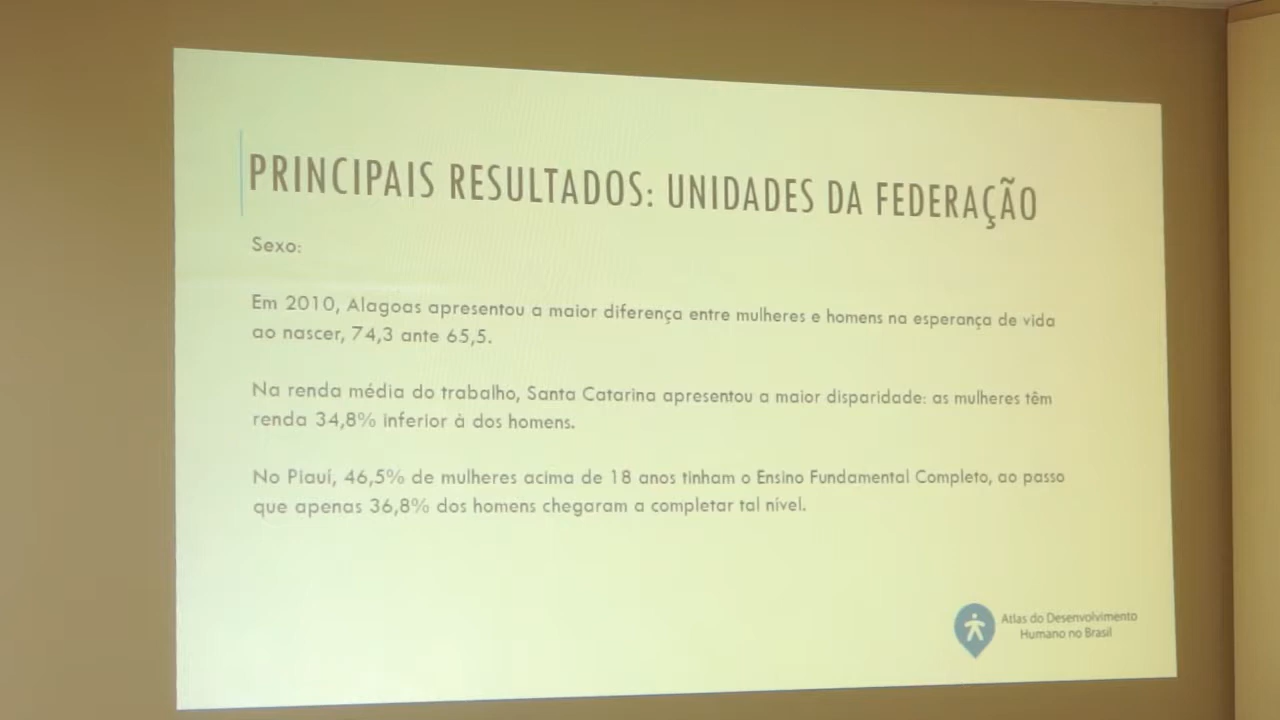 PRINCIPAIS RESULTADOS: UNIDADES DA FEDERAÇÃO
Sexo:
Em 2010, Alagoas apresentou a maior diferença entre mulheres e homens na esperança de vida
ao nascer, 74,3 ante 65,5.
Na renda média do trabalho, Santa Catarina apresentou a maior disparidade: as mulheres têm
renda 34,8% inferior à dos homens.
No Piauí, 46,5% de mulheres acima de 18 anos tinham o Ensino Fundamental Completo, ao passo
que apenas 36,8% dos homens chegaram a completar tal nível.
Atlas do Desenvolvimento
Humano no Brasil